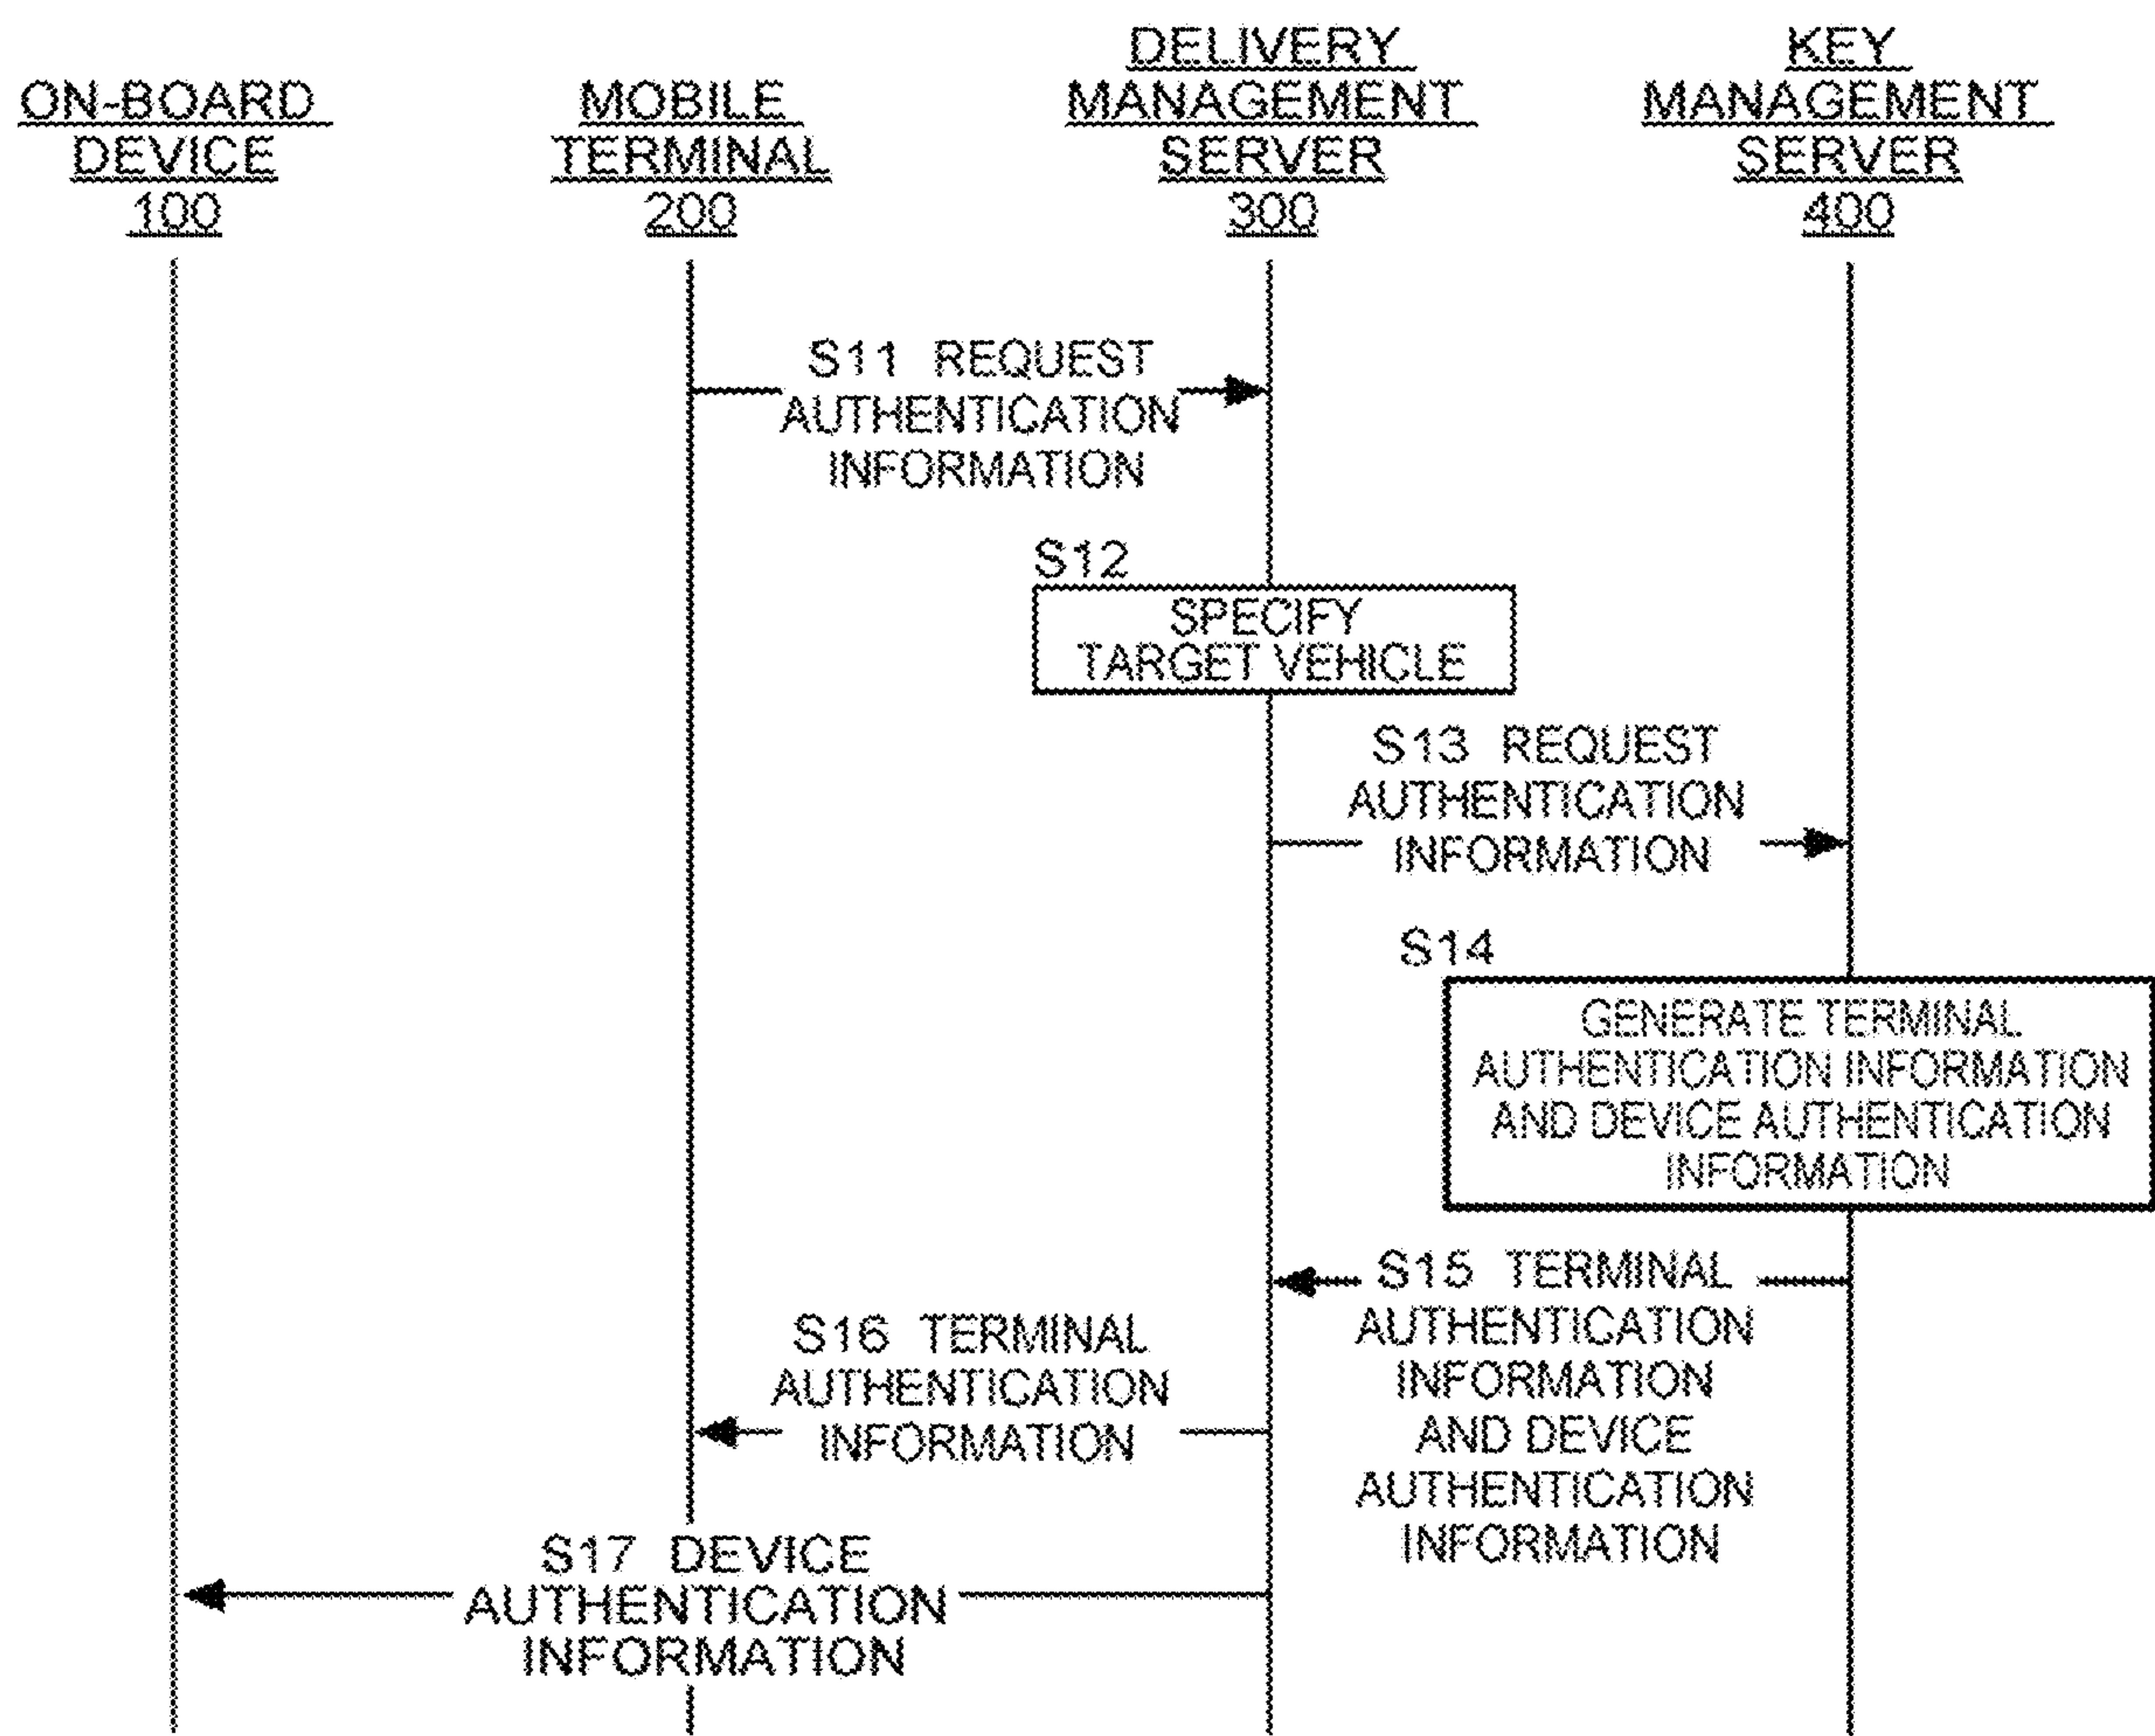 ON-BOARD
DEVICE
100
MOBILE
TERMINAL
200
DELIVERY
MANAGEMENT
SERVER
300
KEY
MANAGEMENT
SERVER
400
S11 REQUEST
AUTHENTICATION
INFORMATION
S12
SPECIFY
TARGET VEHICLE
S13 REQUEST
AUTHENTICATION
INFORMATION
S14
GENERATE TERMINAL
AUTHENTICATION INFORMATION
AND DEVICE AUTHENTICATION
INFORMATION
S15 TERMINAL
AUTHENTICATION
INFORMATION
AND DEVICE
AUTHENTICATION
INFORMATION
S16 TERMINAL
AUTHENTICATION
INFORMATION
S17 DEVICE
AUTHENTICATION
INFORMATION